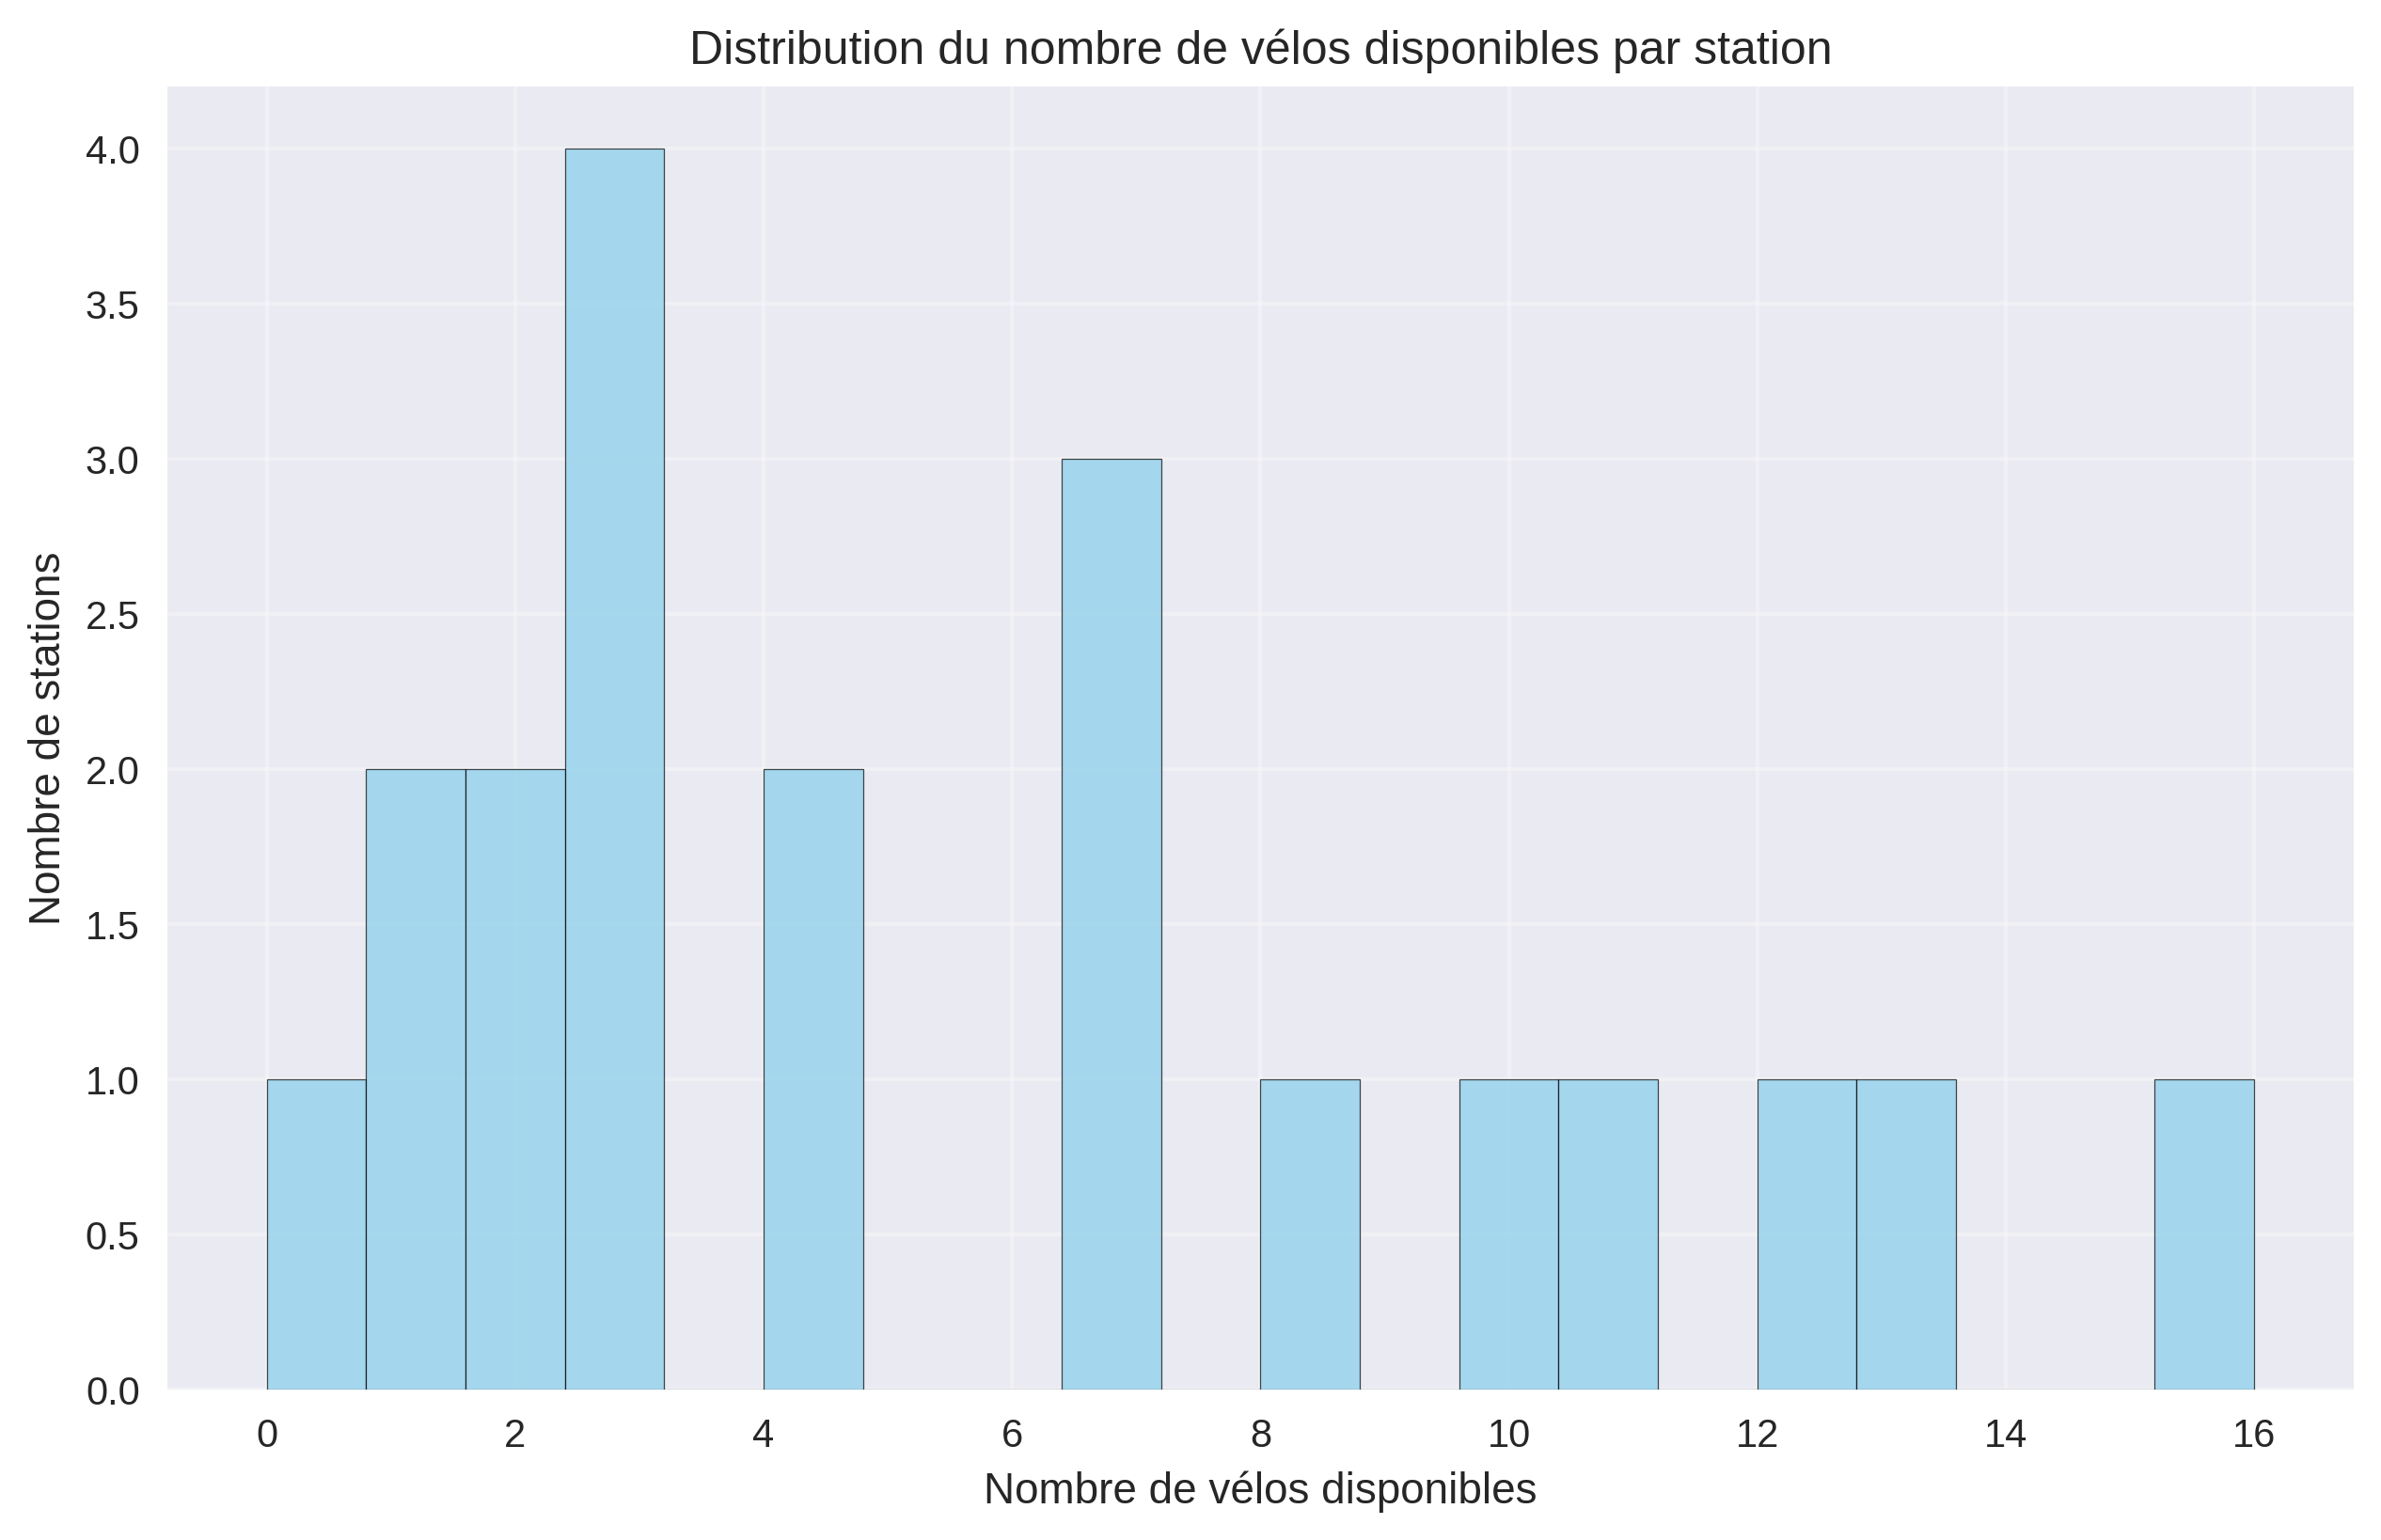 Distribution du nombre de vélos disponibles par station
Nombre de stations
4.0
3.5
3.0
2.5
2.0
1.5
1.0
0.5
0.0
0 2 4 6 8 10 12 14 16
Nombre de vélos disponibles